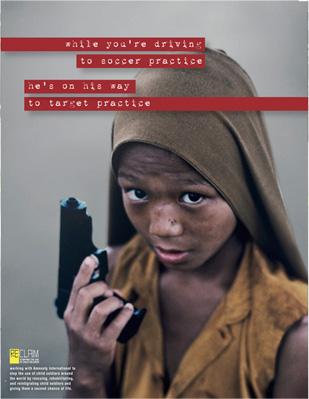 while you're driving
to soccer practice
he's on his way
to target practice
RECLAIM
working with Amnesty International to
stop the use of child soldiers around
the world by rescuing, rehabilitating,
and reintegrating child soldiers and
giving them a second chance of life.